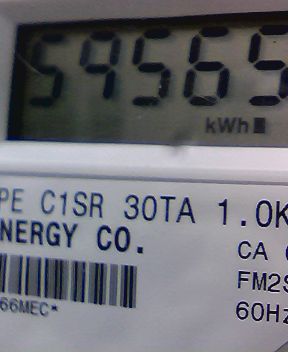 59565
kWh
PE C1SR 30TA 1.0K
NERGY CO.
CA
FM2S
66MEC*
60Hz